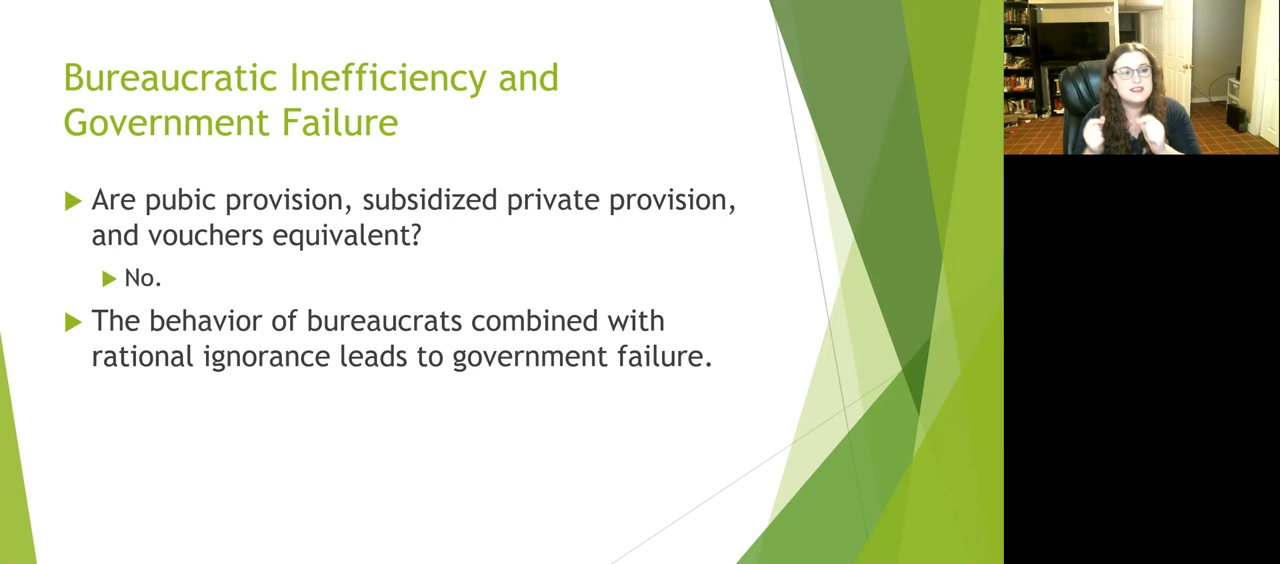 Bureaucratic Inefficiency and
Government Failure
Are pubic provision, subsidized private provision,
and vouchers equivalent?
No.
The behavior of bureaucrats combined with
rational ignorance leads to government failure.